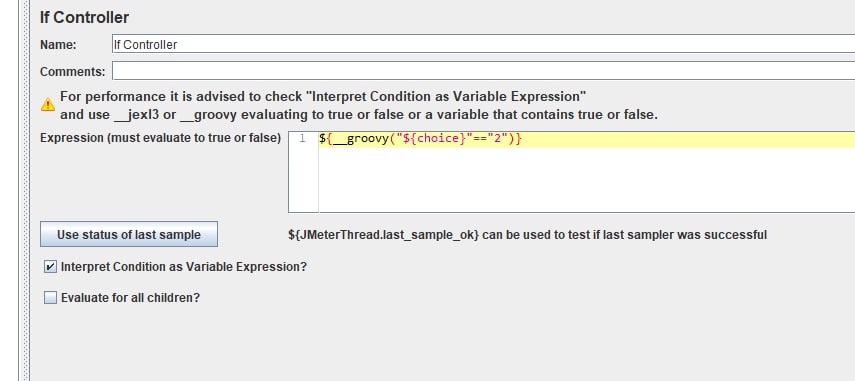 If Controller
Name: If Controller
Comments:
For performance it is advised to check "Interpret Condition as Variable Expression"
and use __jexl3 or __groovy evaluating to true or false or a variable that contains true or false.
Expression (must evaluate to true or false) 1 ${__groovy("${choice}"=="2")}
Use status of last sample ${JMeterThread.last_sample_ok} can be used to test if last sampler was successful
Interpret Condition as Variable Expression?
Evaluate for all children?